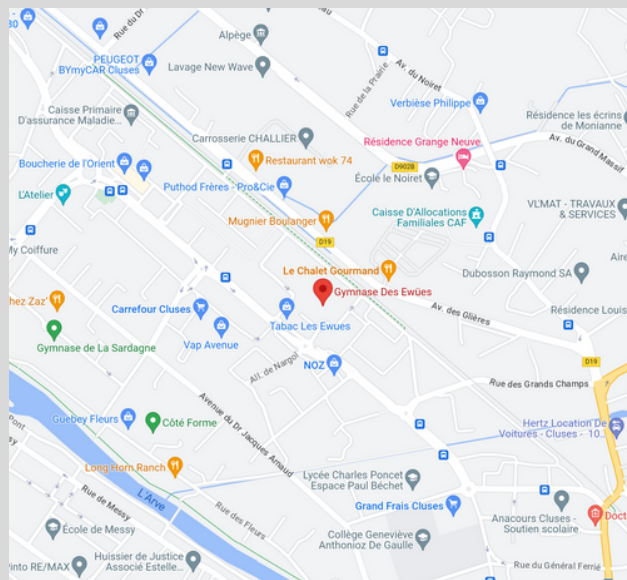 80
Rue du Dr
Alpège
PEUGEOT
BYmyCAR Cluses
Lavage New Wave
Av. du Noiret
Rue de la Prairie
Verbièse Philippe
Caisse Primaire
D'assurance Maladie...
Résidence les écrins
de Monianne
Carrosserie CHALLIER
Résidence Grange Neuve
Av. du Grand Massif
Boucherie de l'Orient
Restaurant wok 74
D902B
École le Noiret
L'Atelier
Puthod Frères - Pro&Cie
VL'MAT - TRAVAUX
& SERVICES
Mugnier Boulanger
Caisse D'Allocations
Familiales CAF
My Coiffure
D19
Aire
Le Chalet Gourmand
Dubosson Raymond SA
Gymnase Des Ewües
hez Zaz'
Carrefour Cluses
Av. des Glières
Résidence Louis
Tabac Les Ewues
Vap Avenue
Gymnase de La Sardagne
All. de Nargol
NOZ
D19
Rue des Grands Champs
Avenue du Dr Jacques Arnaud
Guebey Fleurs
Côté Forme
Hertz Location De
Voitures - Cluses - 10...
Pont
Long Horn Ranch
Lycée Charles Poncet
Espace Paul Béchet
L'Arve
Rue de Messy
Rue des Fleurs
Grand Frais Cluses
Anacours Cluses -
Soutien scolaire
Doct
École de Messy
Collège Geneviève
Anthonioz De Gaulle
Pinto RE/MAX
Huissier de Justice
Associé Estelle...
Rue du Général Ferrié